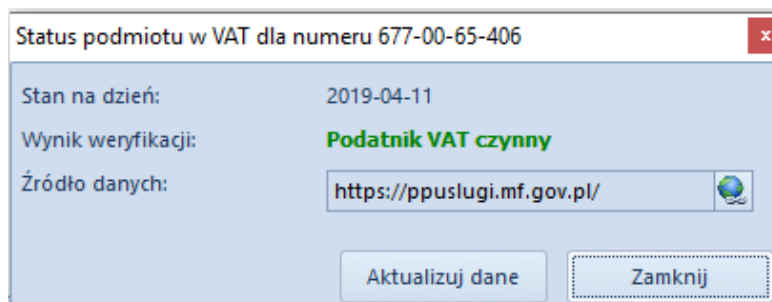 Status podmiotu w VAT dla numeru 677-00-65-406
x
Stan na dzień: 2019-04-11
Wynik weryfikacji: Podatnik VAT czynny
Źródło danych: https://ppuslugi.mf.gov.pl/
Aktualizuj dane Zamknij